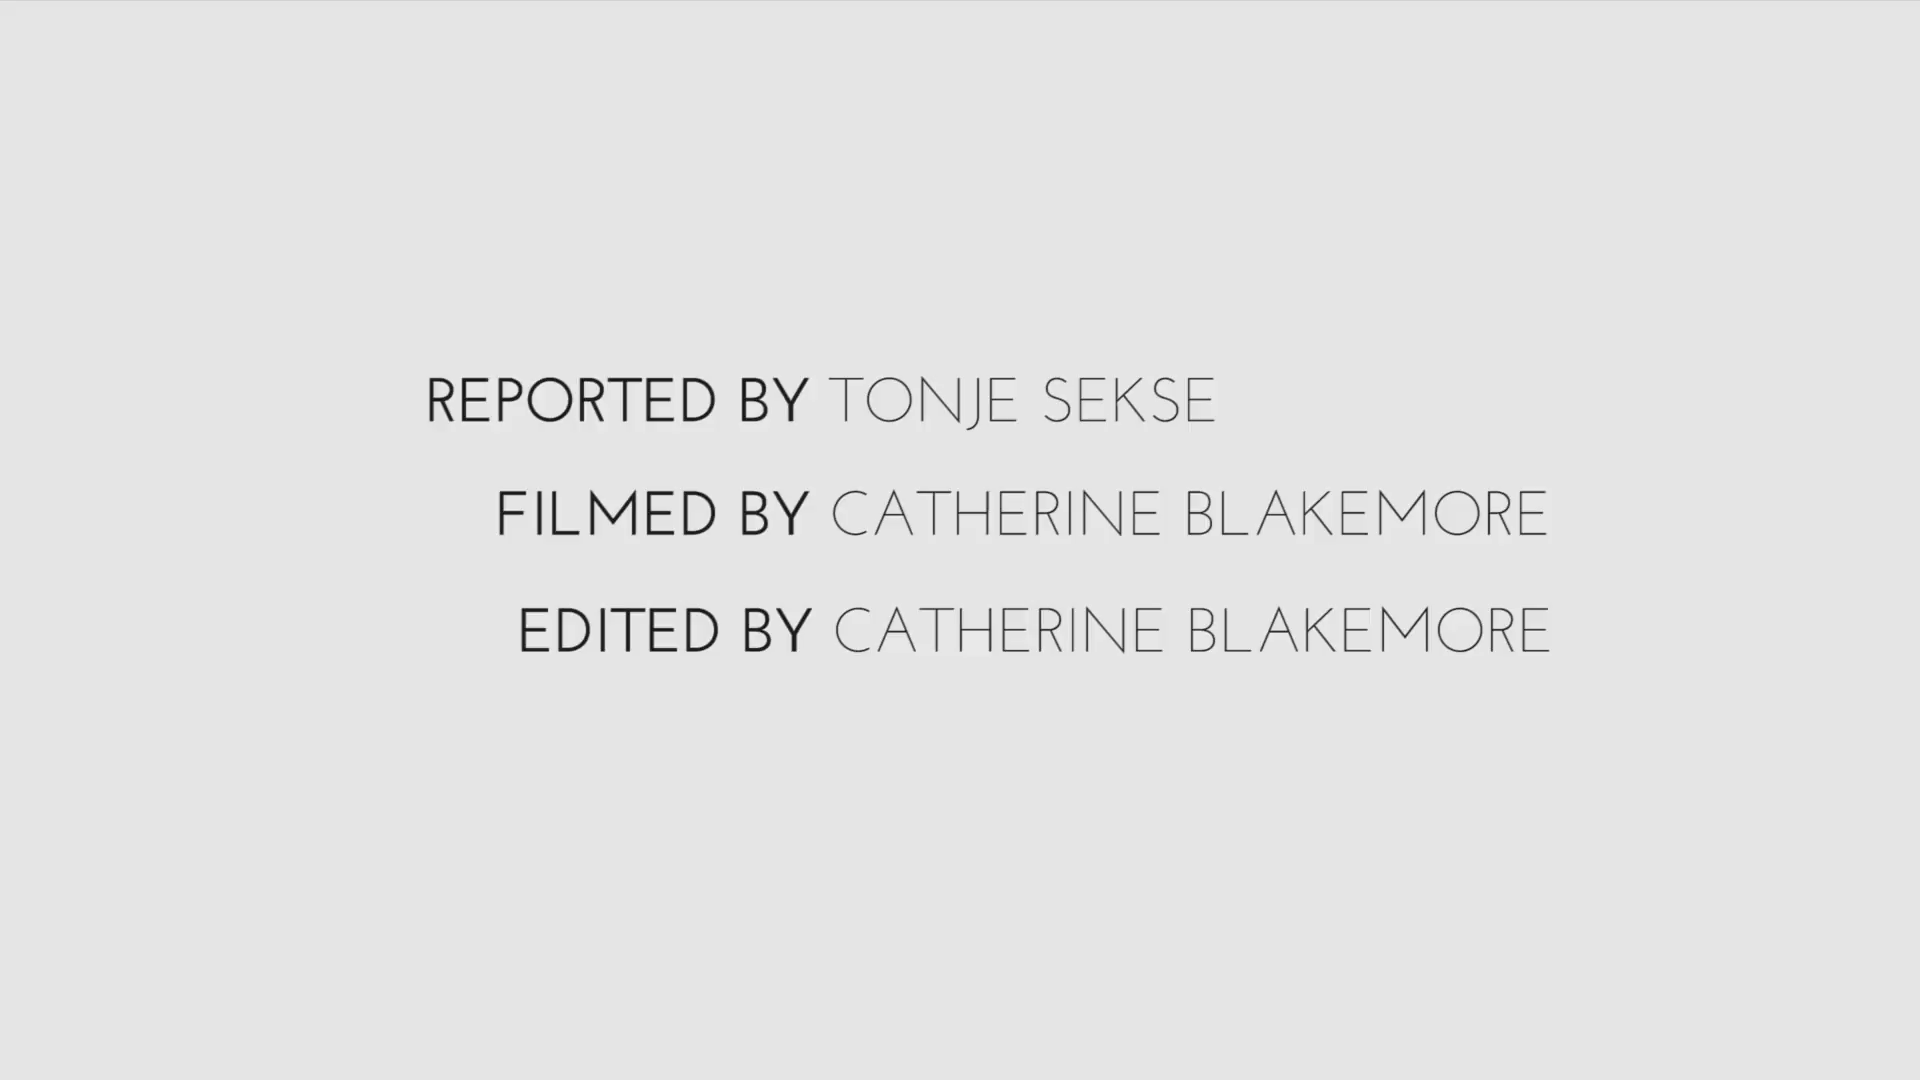 REPORTED BY TONJE SEKSE
FILMED BY CATHERINE BLAKEMORE
EDITED BY CATHERINE BLAKEMORE